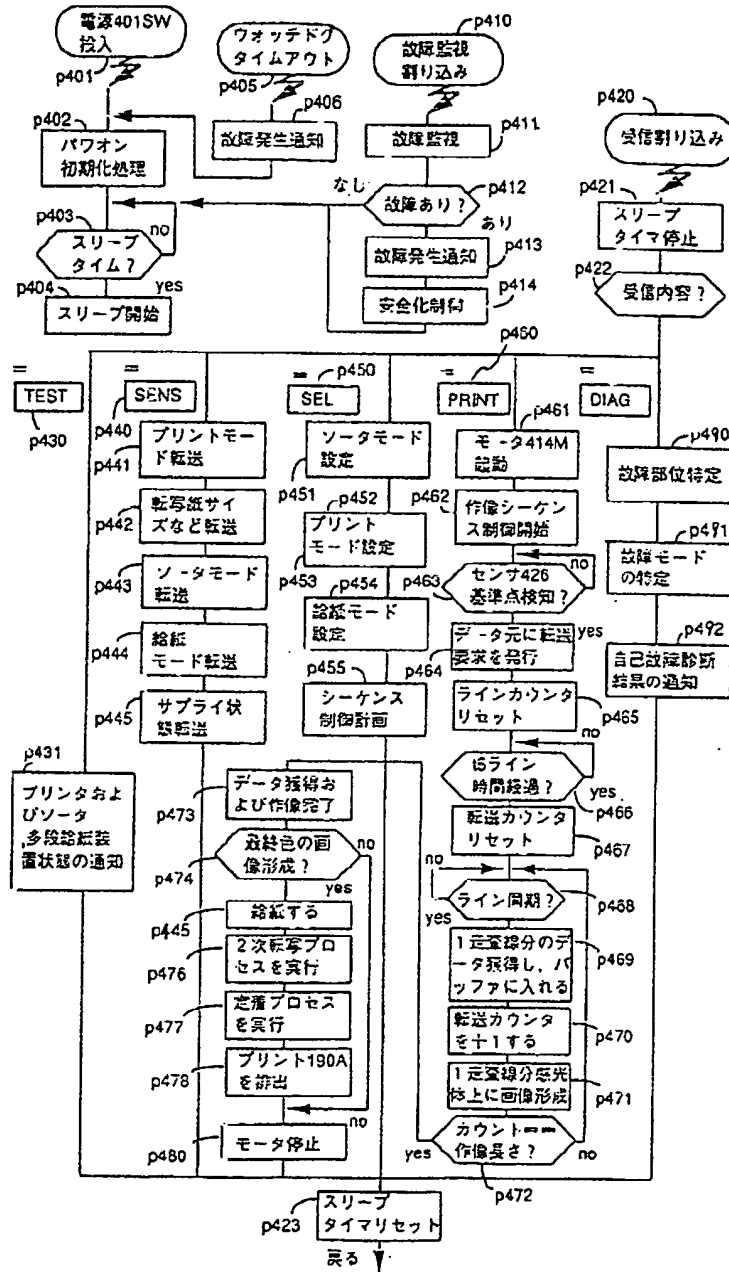 電源401SW
投入
p401
ウォッチドグ
タイムアウト
p405
p406
故障発生通知
p410
故障監視
割り込み
故障監視
p411
p402
パワオン
初期化処理
p403
スリープ
タイム?
no
yes
p404
スリープ開始
なし
故障あり?
p412
あり
p413
故障発生通知
p414
安全化制御
p420
受信割り込み
p421
スリープ
タイマ停止
p422
受信内容?
=
TEST
p430
=
SENS
p440
=
p450
SEL
p460
=
PRINT
=
DIAG
プリントモー
ド転送
p441
転写紙サイ
ズなど転送
p442
ソータモード
転送
p443
給紙
モード転送
p444
サプライ状
態転送
p445
ソータモード
設定
p451
p452
プリント
モード設定
p453
p454
給紙モード
設定
p455
シーケンス
制御計画
p461
モータ414M
起動
p462
作像シーケン
ス制御開始
no
センサ426
基準点検知?
p463
yes
データ元に転送
要求を発行
p464
ラインカウンタ
リセット
p465
no
t5ライン
時間経過?
yes
p466
転送カウンタ
リセット
p467
no
ライン同期?
yes
p468
1走査線分のデー
タ獲得し、バ
ッファに入れる
p469
転送カウンタ
を+1する
p470
1走査線分感光
体上に画像形成
p471
カウント==
作像長さ?
yes
no
p472
p490
故障部位特定
p491
故障モード
の特定
p492
自己故障診断
結果の通知
p431
プリンタおよ
びソータ
,多段給紙装
置状態の通知
データ獲得お
よび作像完了
p473
最終色の画
像形成?
no
p474
yes
給紙する
p445
2次転写プロ
セスを実行
p476
定着プロセス
を実行
p477
プリント190A
を排出
p478
no
モータ停止
p480
スリープ
タイマリセット
p423
戻る